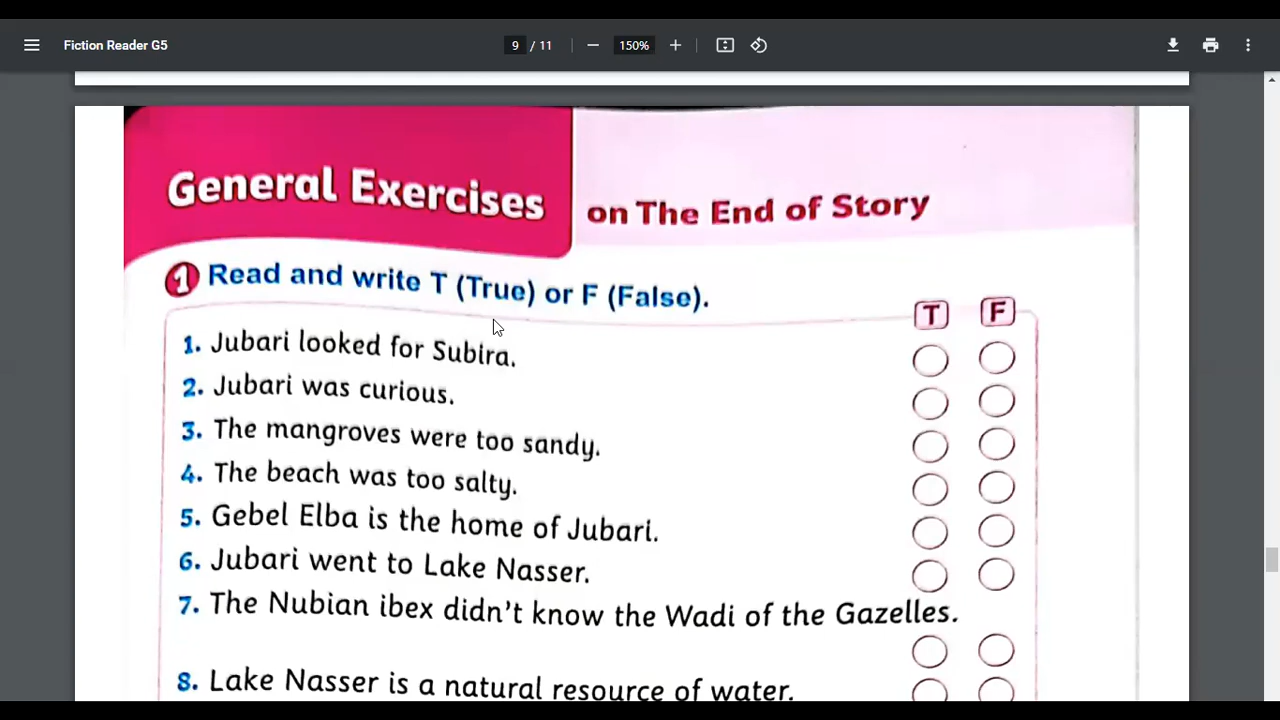 Fiction Reader G5
9 / 11
150%
General Exercises on The End of Story
1 Read and write T (True) or F (False).
T F
1. Jubari looked for Subira.
2. Jubari was curious.
3. The mangroves were too sandy.
4. The beach was too salty.
5. Gebel Elba is the home of Jubari.
6. Jubari went to Lake Nasser.
7. The Nubian ibex didn't know the Wadi of the Gazelles.
8. Lake Nasser is a natural resource of water.